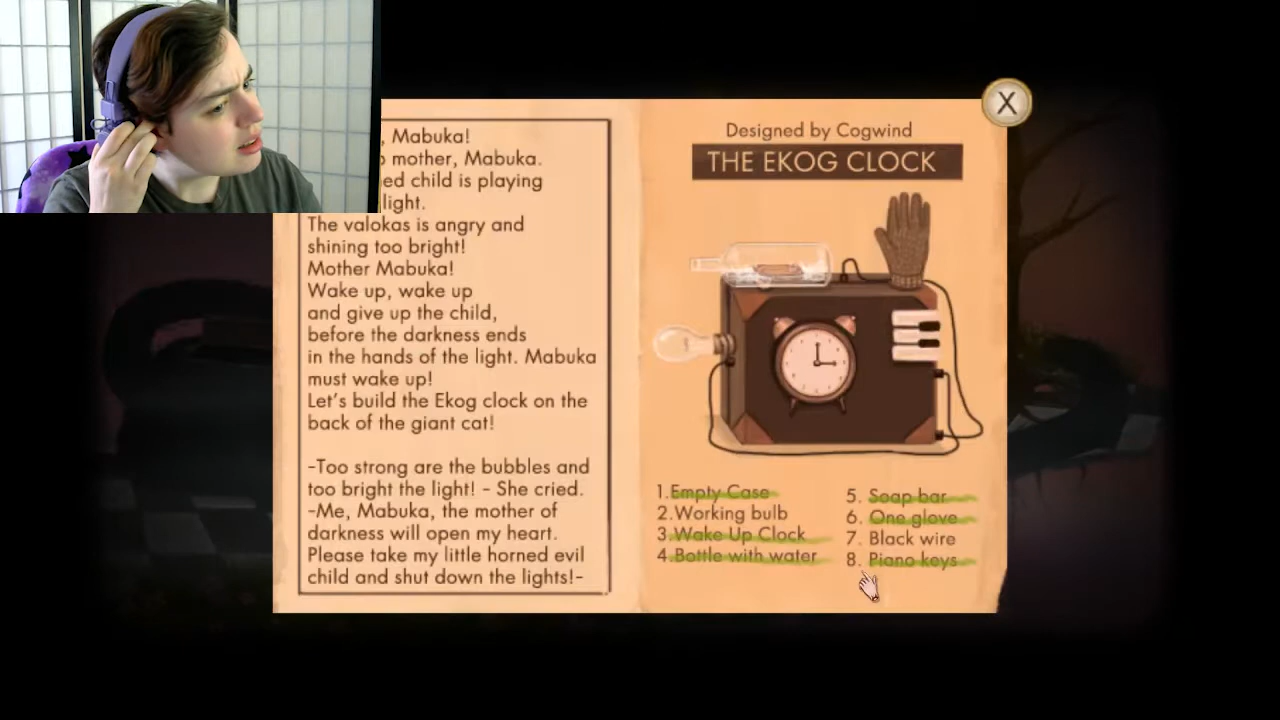 , Mabuka!
mother, Mabuka.
child is playing
light.
The valokas is angry and
shining too bright!
Mother Mabuka!
Wake up, wake up
and give up the child,
before the darkness ends
in the hands of the light. Mabuka
must wake up!
Let's build the Ekog clock on the
back of the giant cat!
-Too strong are the bubbles and
too bright the light! - She cried.
-Me, Mabuka, the mother of
darkness will open my heart.
Please take my little horned evil
child and shut down the lights!-
X
Designed by Cogwind
THE EKOG CLOCK
1.Empty Case
2.Working bulb
3.Wake Up Clock
4.Bottle with water
5. Soap bar
6. One glove
7. Black wire
8. Piano keys